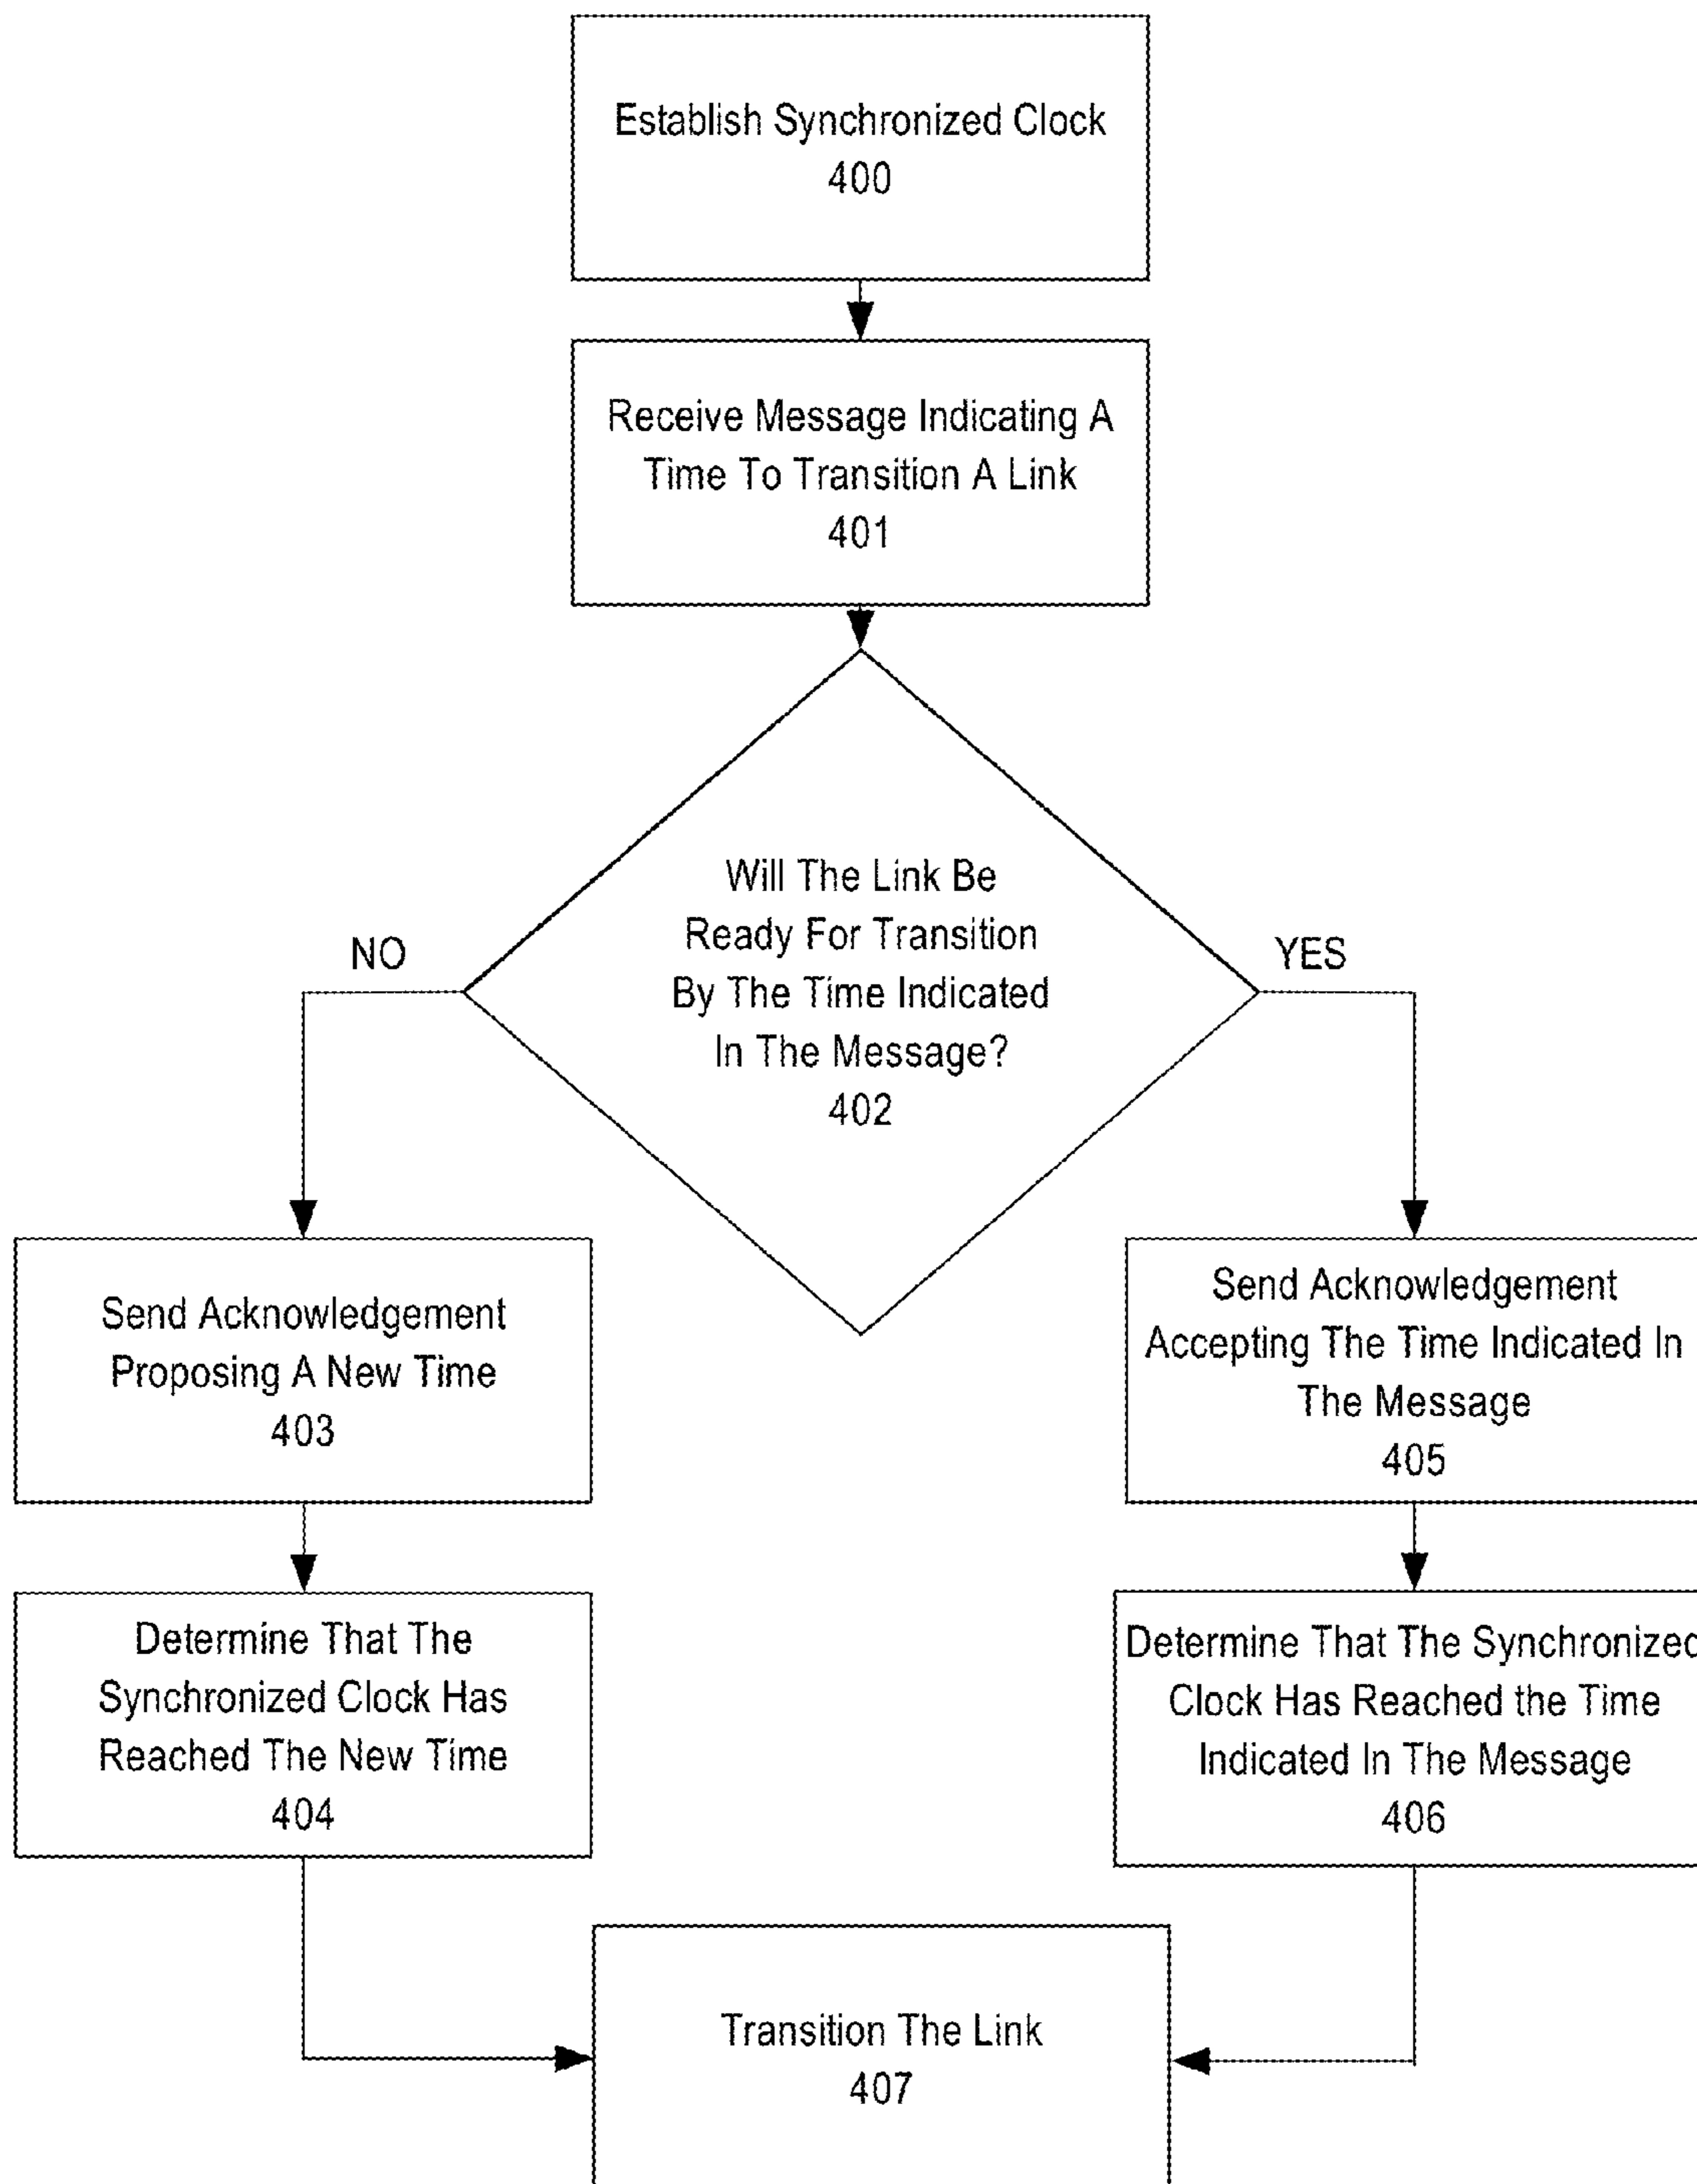 Establish Synchronized Clock
400
Receive Message Indicating A
Time To Transition A Link
401
Will The Link Be
Ready For Transition
By The Time Indicated
In The Message?
402
NO
YES
Send Acknowledgement
Proposing A New Time
403
Send Acknowledgement
Accepting The Time Indicated In
The Message
405
Determine That The
Synchronized Clock Has
Reached The New Time
404
Determine That The Synchronized
Clock Has Reached the Time
Indicated In The Message
406
Transition The Link
407